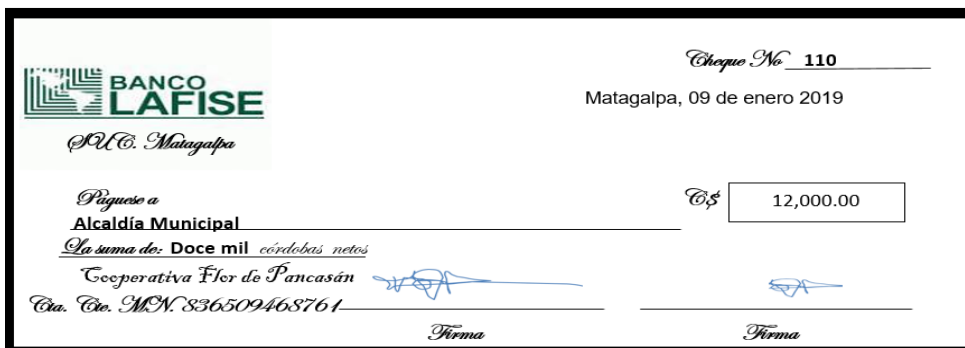 Cheque No 110
BANCO
LAFISE
Matagalpa, 09 de enero 2019
SUC. Matagalpa
Páguese a
C$ 12,000.00
Alcaldía Municipal
La suma de: Doce mil córdobas netos
Cooperativa Flor de Pancasán
Cta. Cte. MN. 836509468761
Firma Firma